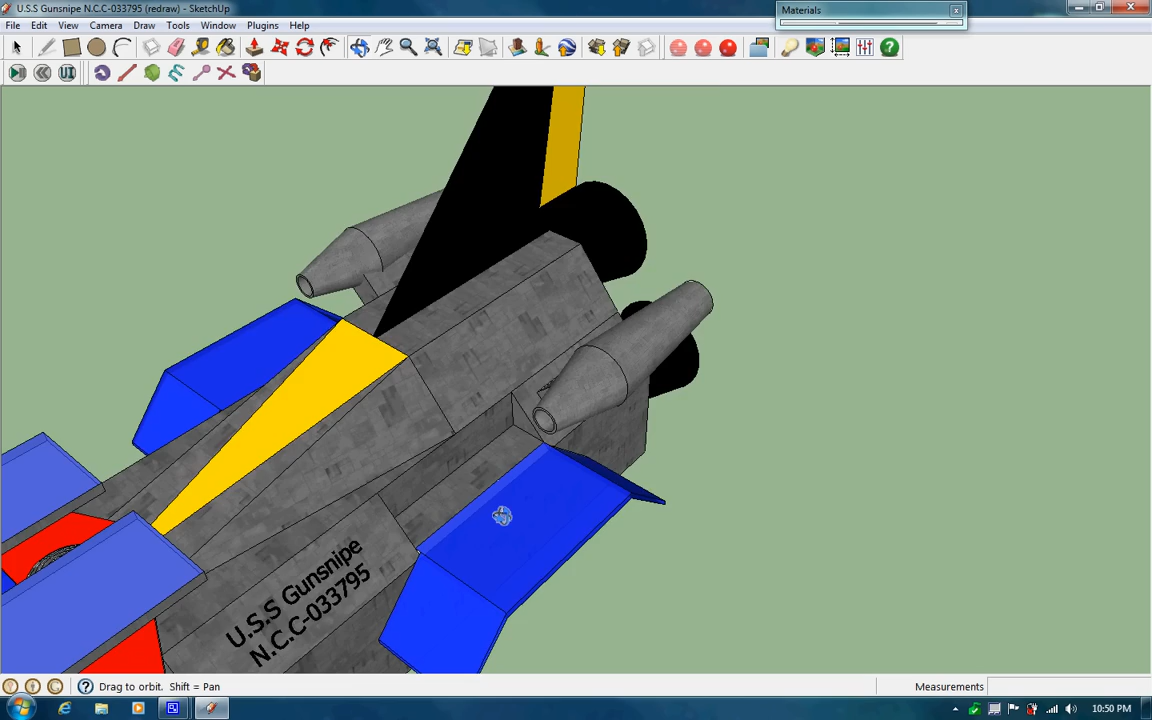 U.S.S Gunsnipe N.C.C-033795 (redraw) - SketchUp
Materials
File Edit View Camera Draw Tools Window Plugins Help
UI
U.S.S Gunsnipe
N.C.C-033795
Drag to orbit. Shift = Pan
Measurements
10:50 PM